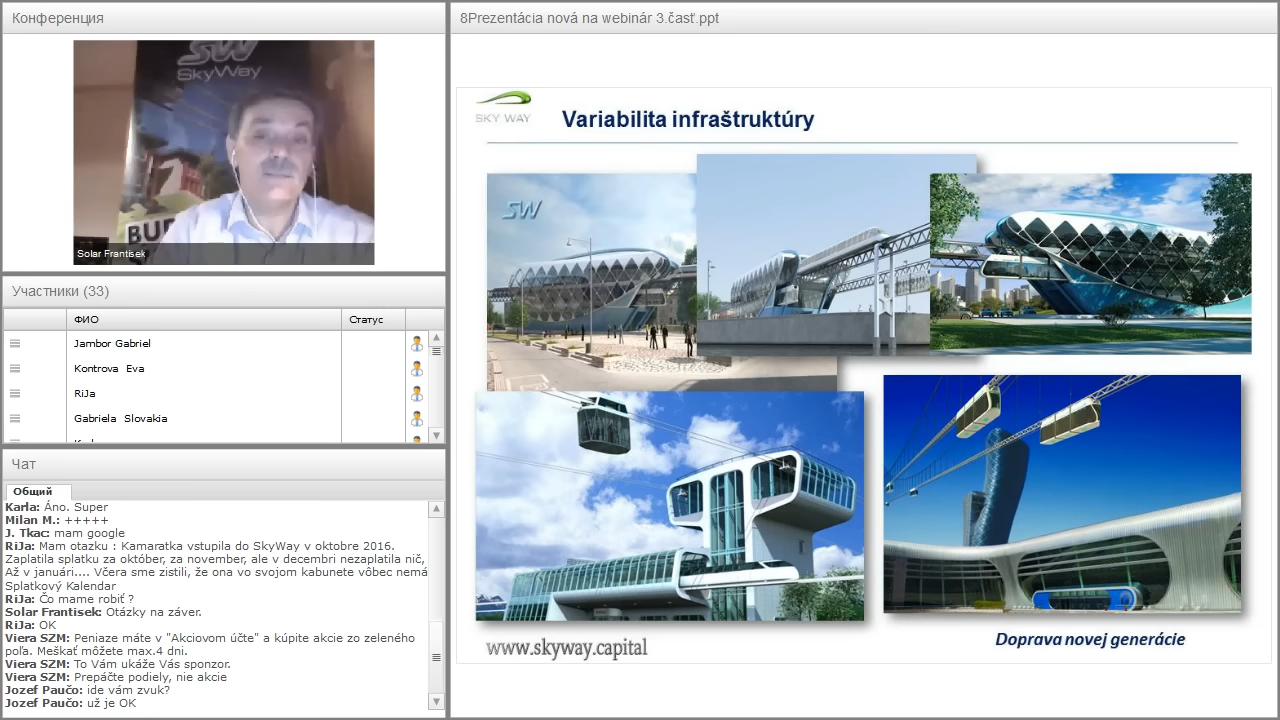 Конференция
SW
SkyWay
BU
Solar Frantisek
Участники (33)
ФИО
Статус
Jambor Gabriel
Kontrova Eva
RiJa
Gabriela Slovakia
Чат
Общий
Karla: Áno. Super
Milan M.: +++++
J. Tkac: mam google
RiJa: Mam otazku : Kamaratka vstupila do SkyWay v oktobre 2016.
Zaplatila splatku za október, za november, ale v decembri nezaplatila nič,
Až v januári.... Včera sme zistili, že ona vo svojom kabunete vôbec nemá
Splatkový Kalendar
RiJa: Čo mame robiť ?
Solar Frantisek: Otázky na záver.
RiJa: OK
Viera SZM: Peniaze máte v "Akciovom účte" a kúpite akcie zo zeleného
poľa. Meškať môžete max.4 dni.
Viera SZM: To Vám ukáže Vás sponzor.
Viera SZM: Prepáčte podiely, nie akcie
Jozef Paučo: ide vám zvuk?
Jozef Paučo: už je OK
8Prezentácia nová na webinár 3.časť.ppt
SKY WAY
Variabilita infraštruktúry
SW
www.skyway.capital
Doprava novej generácie